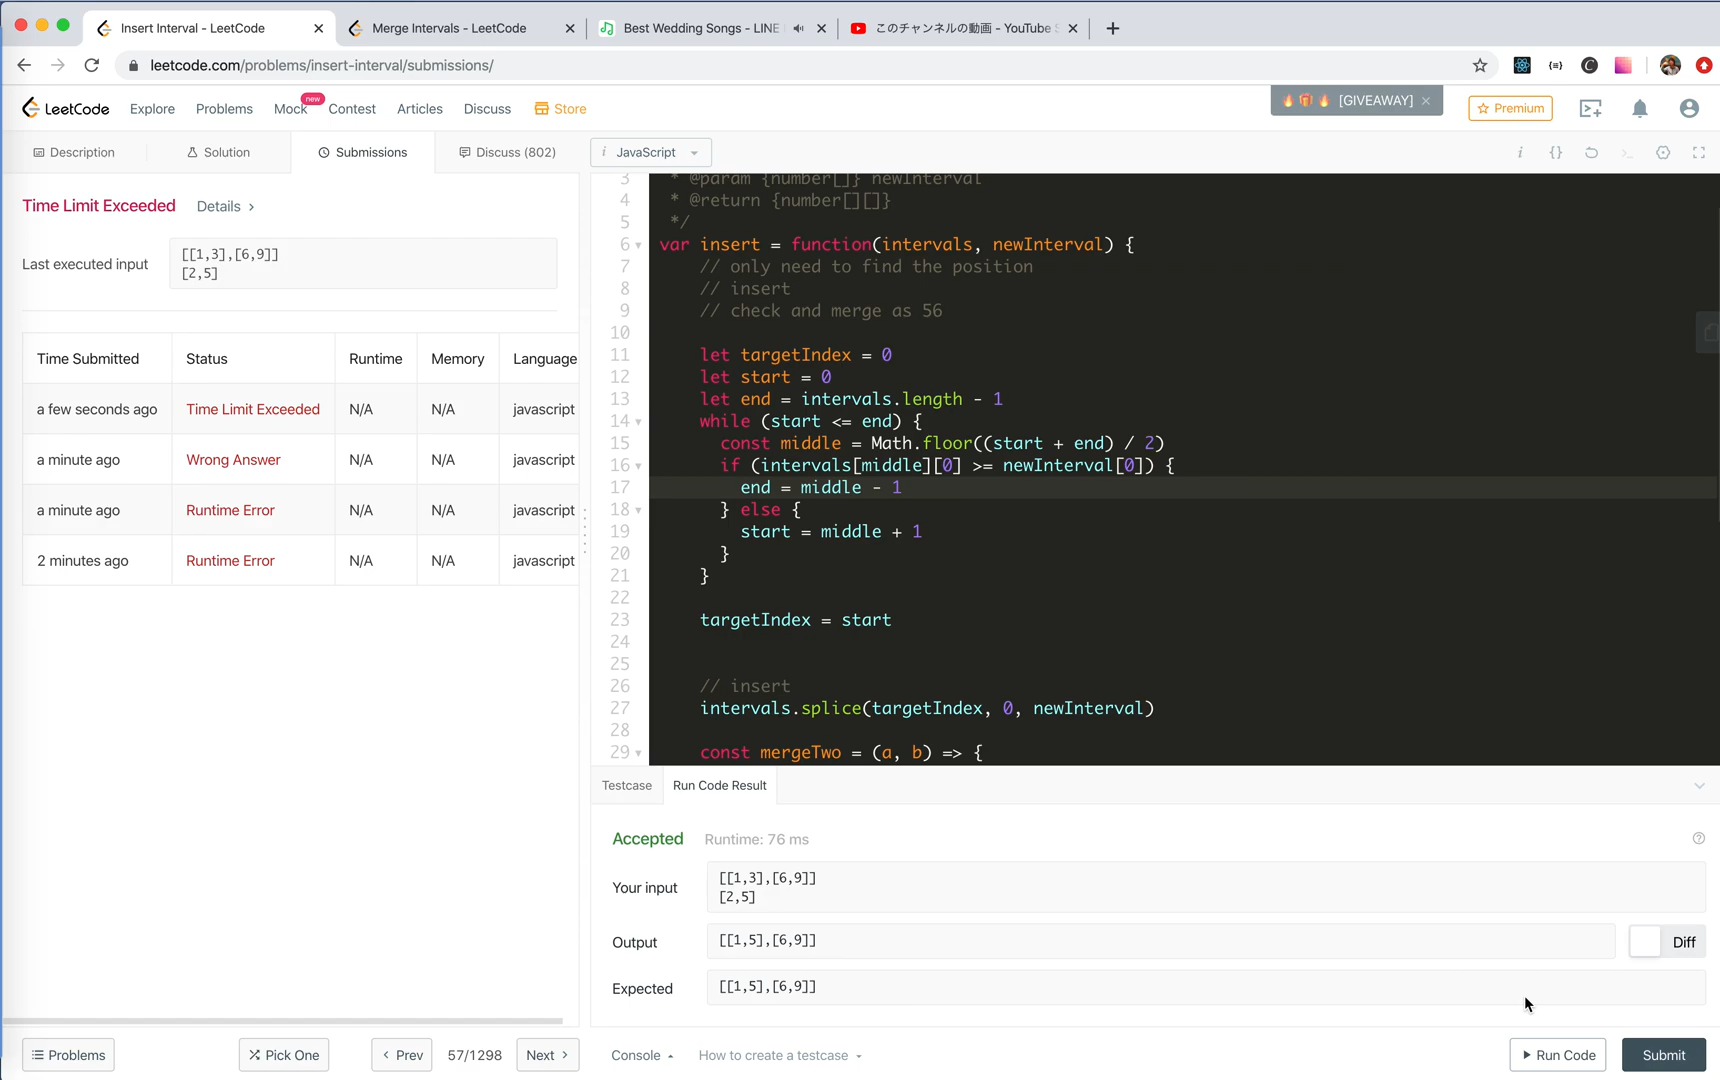 Insert Interval - LeetCode
Merge Intervals - LeetCode
Best Wedding Songs - LINE
このチャンネルの動画 - YouTube
leetcode.com/problems/insert-interval/submissions/
LeetCode
Explore
Problems
Mock
new
Contest
Articles
Discuss
Store
[GIVEAWAY]
Premium
Description
Solution
Submissions
Discuss (802)
i JavaScript
Time Limit Exceeded
Details
Last executed input
[[1,3],[6,9]]
[2,5]
Time Submitted Status Runtime Memory Language
a few seconds ago Time Limit Exceeded N/A N/A javascript
a minute ago Wrong Answer N/A N/A javascript
a minute ago Runtime Error N/A N/A javascript
2 minutes ago Runtime Error N/A N/A javascript
3 * @param {number[]} newInterval
4 * @return {number[][]}
5 */
6 var insert = function(intervals, newInterval) {
7 // only need to find the position
8 // insert
9 // check and merge as 56
10
11 let targetIndex = 0
12 let start = 0
13 let end = intervals.length - 1
14 while (start <= end) {
15 const middle = Math.floor((start + end) / 2)
16 if (intervals[middle][0] >= newInterval[0]) {
17 end = middle - 1
18 } else {
19 start = middle + 1
20 }
21 }
22
23 targetIndex = start
24
25
26 // insert
27 intervals.splice(targetIndex, 0, newInterval)
28
29 const mergeTwo = (a, b) => {
Testcase
Run Code Result
Accepted
Runtime: 76 ms
Your input
[[1,3],[6,9]]
[2,5]
Output
[[1,5],[6,9]]
Diff
Expected
[[1,5],[6,9]]
Problems
Pick One
Prev
57/1298
Next
Console
How to create a testcase
Run Code
Submit